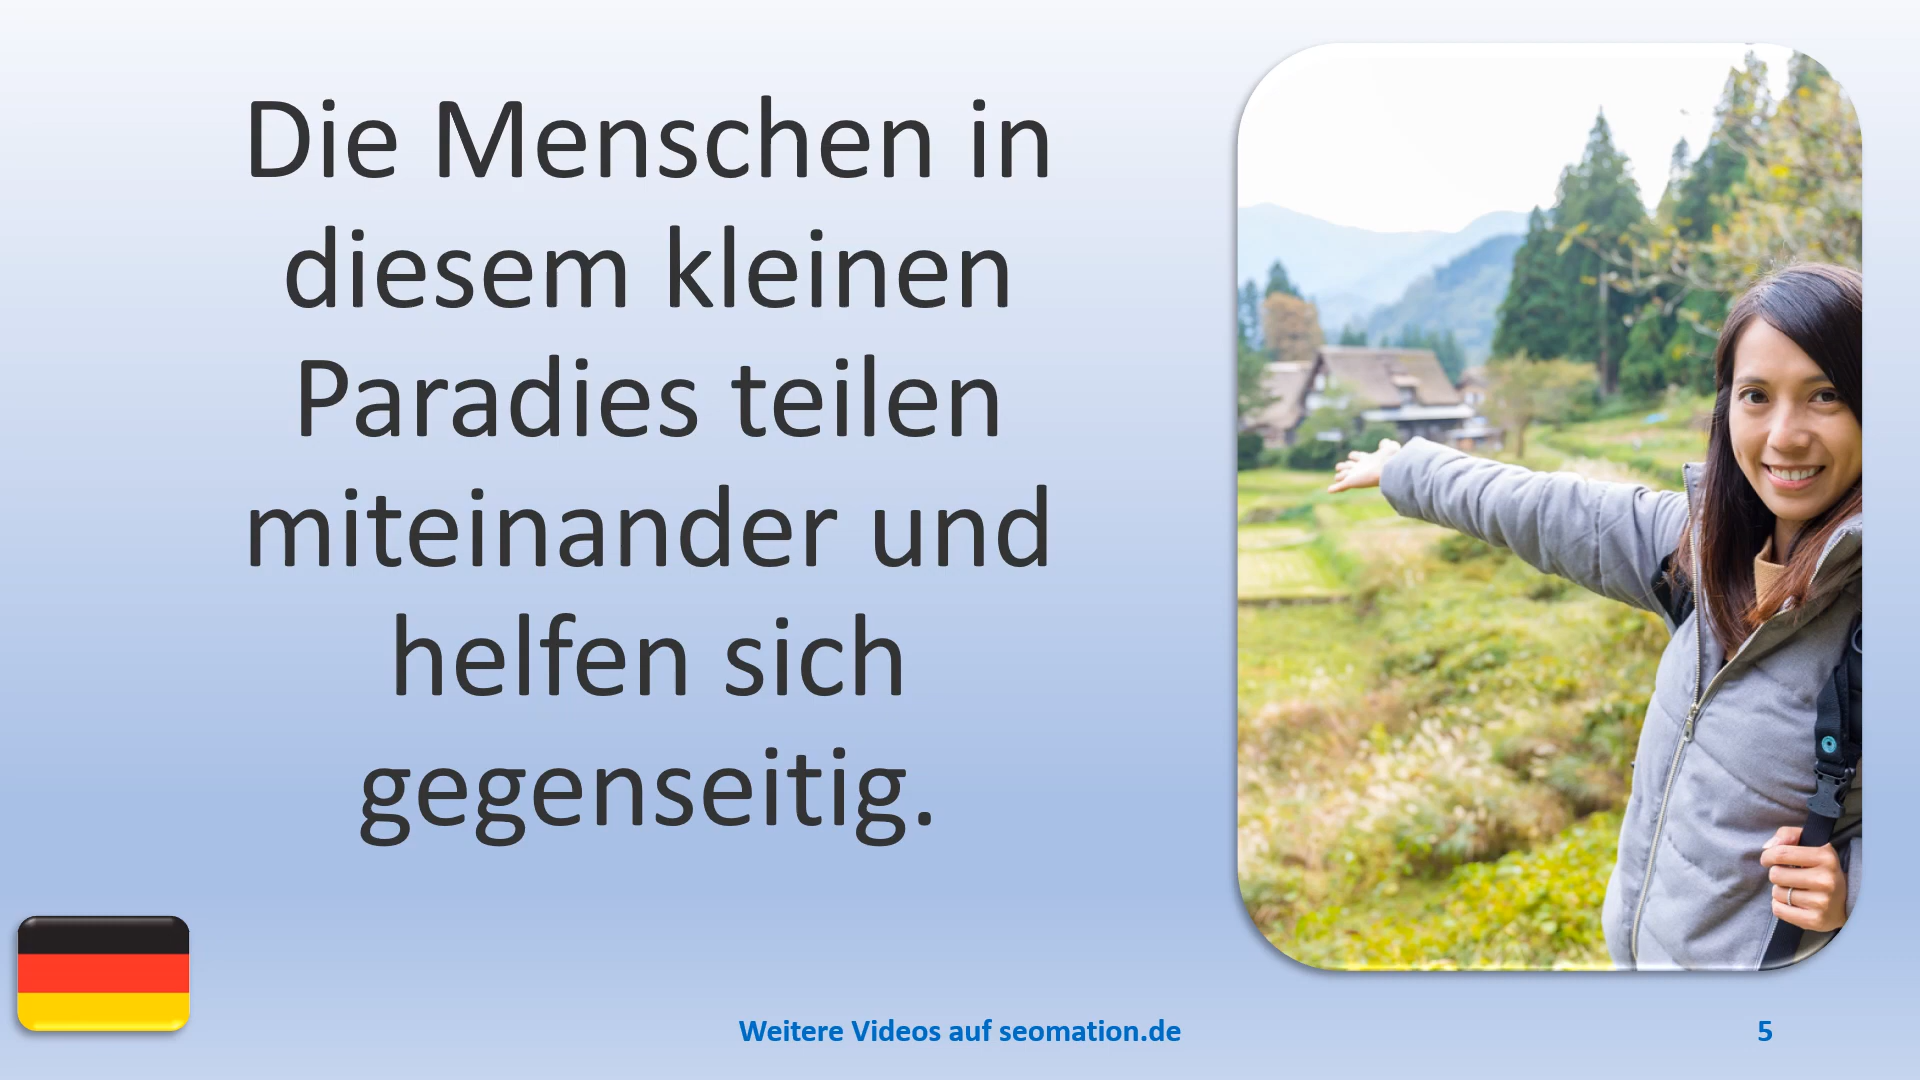 Die Menschen in
diesem kleinen
Paradies teilen
miteinander und
helfen sich
gegenseitig.
Weitere Videos auf seomation.de
5